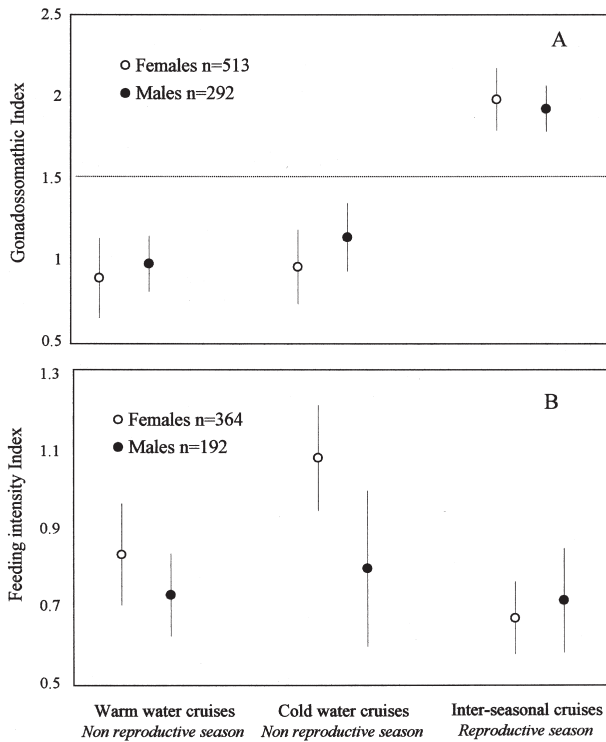 2.5
A
Females n=513
Males n=292
2
1.5
1
0.5
Gonadossomathic Index
1.3
B
Females n=364
Males n=192
1.1
0.9
0.7
0.5
Feeding intensity Index
Warm water cruises Cold water cruises Inter-seasonal cruises
Non reproductive season Non reproductive season Reproductive season